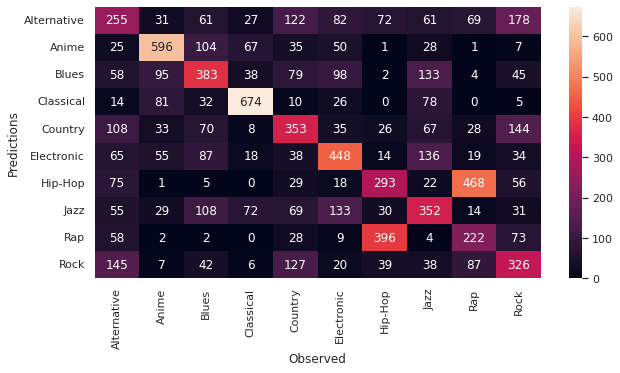 Alternative 255 31 61 27 122 82 72 61 69 178
Anime 25 596 104 67 35 50 1 28 1 7
Blues 58 95 383 38 79 98 2 133 4 45
Classical 14 81 32 674 10 26 0 78 0 5
Country 108 33 70 8 353 35 26 67 28 144
Electronic 65 55 87 18 38 448 14 136 19 34
Hip-Hop 75 1 5 0 29 18 293 22 468 56
Jazz 55 29 108 72 69 133 30 352 14 31
Rap 58 2 2 0 28 9 396 4 222 73
Rock 145 7 42 6 127 20 39 38 87 326
Predictions
Alternative Anime Blues Classical Country Electronic Hip-Hop Jazz Rap Rock
Observed
600
500
400
300
200
100
0